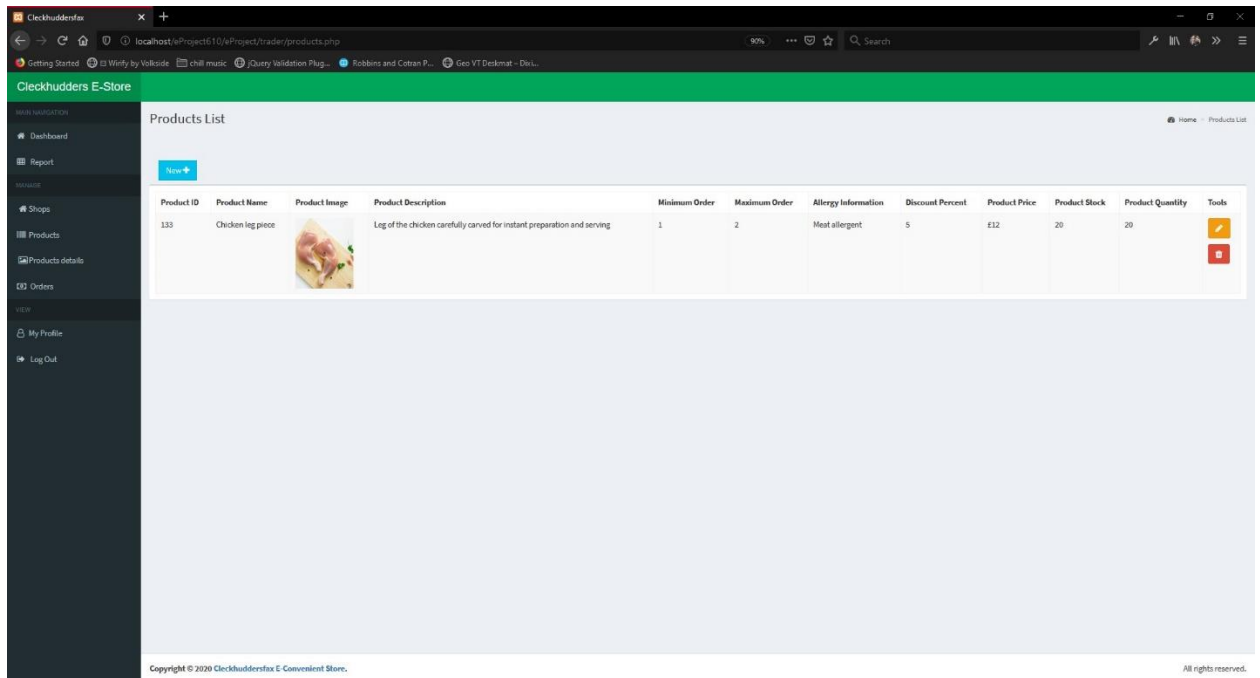 Cleckhuddersfax
localhost/eProject610/eProject/trader/products.php
90%
Search
Getting Started
Winify by Volkside
chill music
jQuery Validation Plug...
Robbins and Cotran P...
Geo VT Deskmat – Divi...
Cleckhudders E-Store
MAIN NAVIGATION
Dashboard
Report
MANAGE
Shops
Products
Products details
Orders
VIEW
My Profile
Log Out
Products List
Home > Products List
New
Product ID Product Name Product Image Product Description Minimum Order Maximum Order Allergy Information Discount Percent Product Price Product Stock Product Quantity Tools
133 Chicken leg piece Leg of the chicken carefully carved for instant preparation and serving 1 2 Meat allergent 5 £12 20 20
Copyright © 2020 Cleckhuddersfax E-Convenient Store.
All rights reserved.